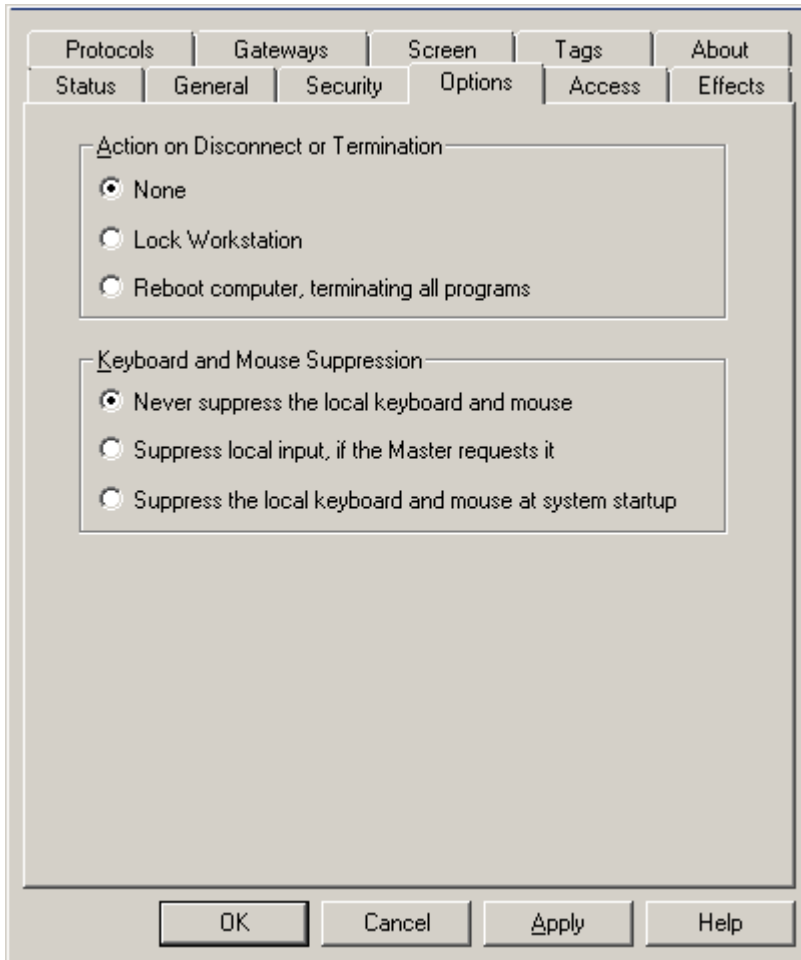 Protocols Gateways Screen Tags About
Status General Security Options Access Effects
Action on Disconnect or Termination
None
Lock Workstation
Reboot computer, terminating all programs
Keyboard and Mouse Suppression
Never suppress the local keyboard and mouse
Suppress local input, if the Master requests it
Suppress the local keyboard and mouse at system startup
OK Cancel Apply Help